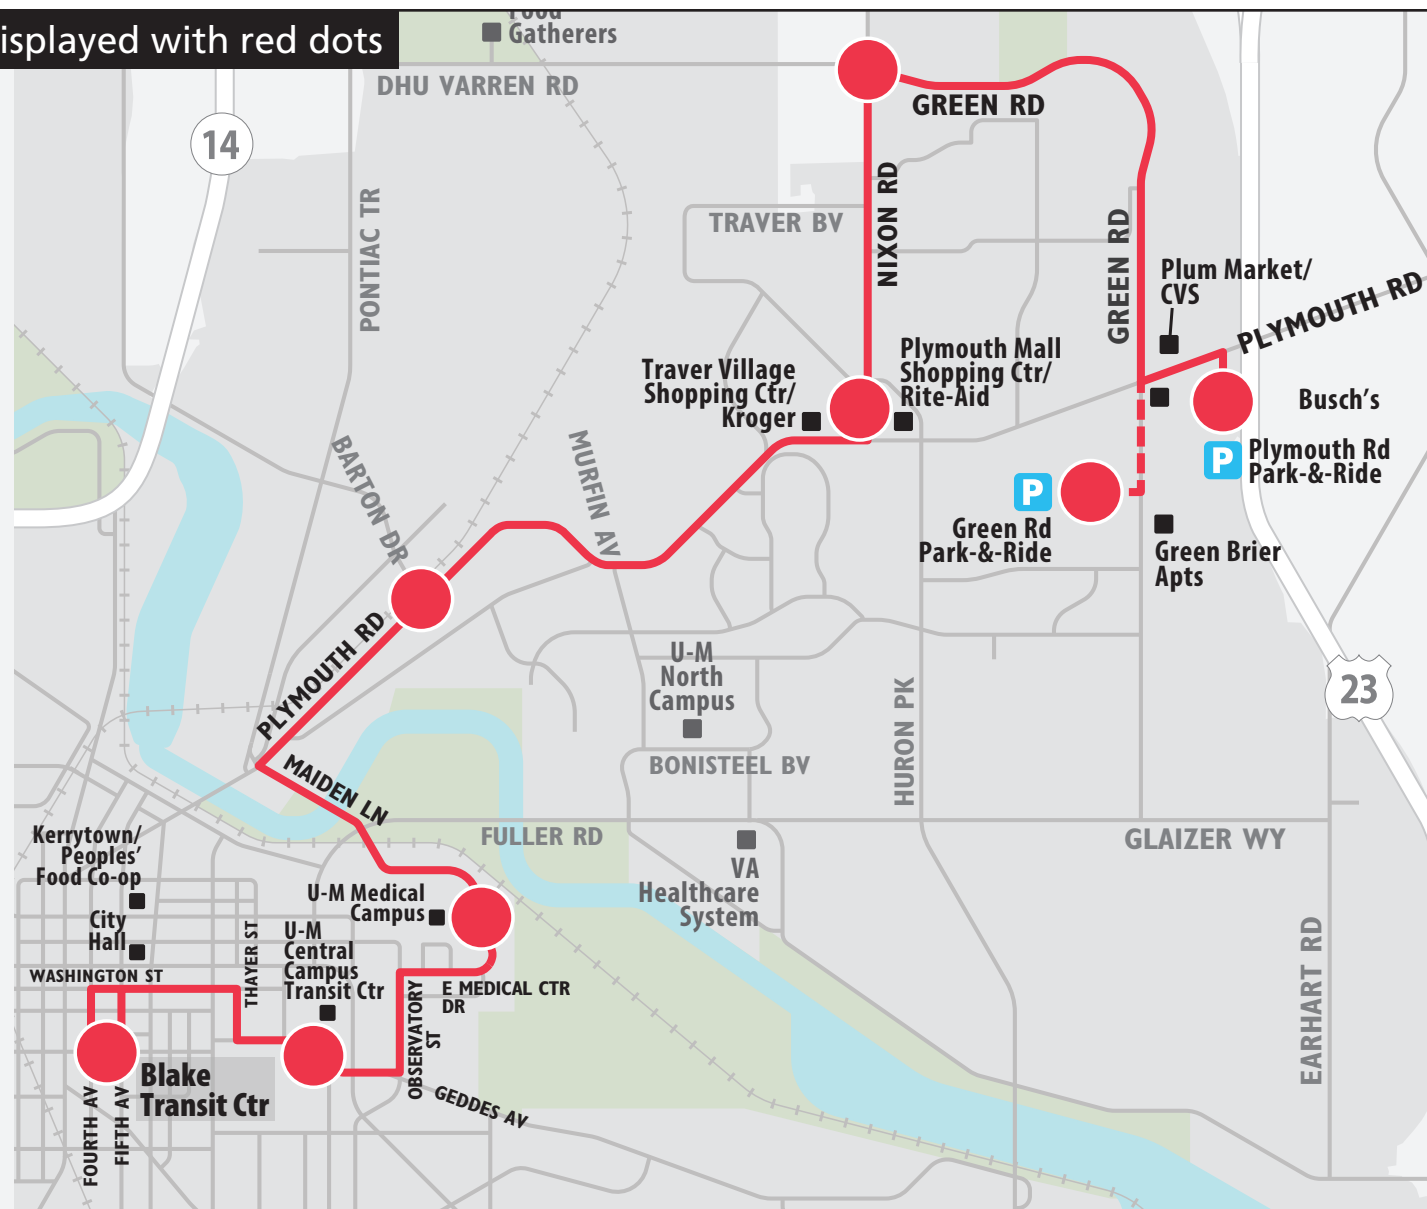 isplayed with red dots
Food
Gatherers
DHU VARREN RD
GREEN RD
14
PONTIAC TR
TRAVER BV
NIXON RD
GREEN RD
Plum Market/
CVS
PLYMOUTH RD
Traver Village
Shopping Ctr/
Kroger
Plymouth Mall
Shopping Ctr/
Rite-Aid
Busch's
P
Plymouth Rd
Park-&-Ride
BARTON DR
MURFIN AV
P
Green Rd
Park-&-Ride
Green Brier
Apts
PLYMOUTH RD
U-M
North
Campus
23
HURON PK
MAIDEN LN
BONISTEEL BV
FULLER RD
GLAIZER WY
Kerrytown/
Peoples'
Food Co-op
VA
Healthcare
System
U-M Medical
Campus
City
Hall
THAYER ST
U-M
Central
Campus
Transit Ctr
WASHINGTON ST
E MEDICAL CTR
DR
OBSERVATORY
ST
EARHART RD
Blake
Transit Ctr
GEDDES AV
FOURTH AV
FIFTH AV